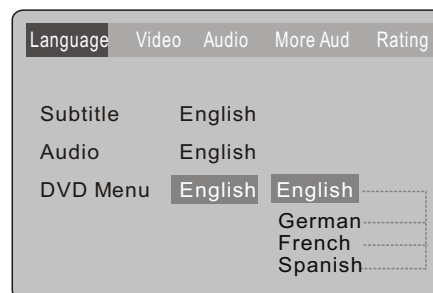 Language Video Audio More Aud Rating
Subtitle English
Audio English
DVD Menu English English
German
French
Spanish